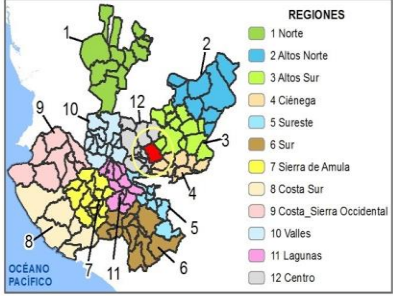 REGIONES
1 Norte
2 Altos Norte
3 Altos Sur
4 Ciénega
5 Sureste
6 Sur
7 Sierra de Amula
8 Costa Sur
9 Costa_Sierra Occidental
10 Valles
11 Lagunas
12 Centro
1
2
12
10
9
3
4
5
8
7
11
6
OCÉANO
PACÍFICO